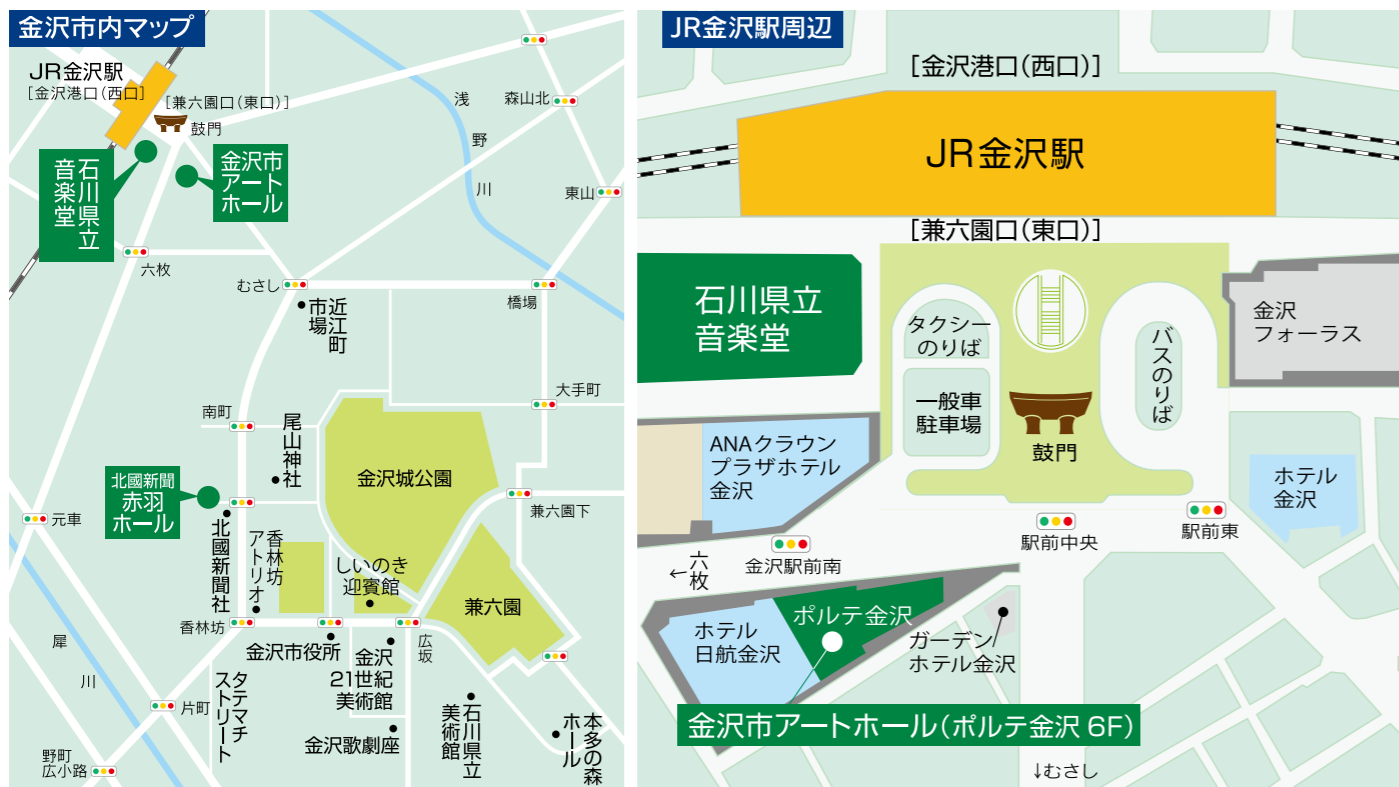 金沢市内マップ
JR金沢駅
[金沢港口(西口)]
[兼六園口(東口)]
鼓門
石川県立
音楽堂
金沢市
アート
ホール
浅野川
森山北
東山
六枚
むさし
近江町
市場
橋場
大手町
南町
尾山神社
金沢城公園
北國新聞
赤羽
ホール
元車
北國新聞社
香林坊
アトリオ
しいのき
迎賓館
兼六園下
兼六園
香林坊
金沢市役所
広坂
金沢
21世紀
美術館
犀川
片町
タテマチ
ストリート
金沢歌劇座
石川県立
美術館
本多の森
ホール
野町
広小路
JR金沢駅周辺
[金沢港口(西口)]
JR金沢駅
[兼六園口(東口)]
石川県立
音楽堂
タクシー
のりば
一般車
駐車場
バスのりば
金沢
フォーラス
鼓門
ANAクラウン
プラザホテル
金沢
ホテル
金沢
駅前東
駅前中央
金沢駅前南
←六枚
ホテル
日航金沢
ポルテ金沢
ガーデン
ホテル金沢
金沢市アートホール(ポルテ金沢 6F)
↓むさし